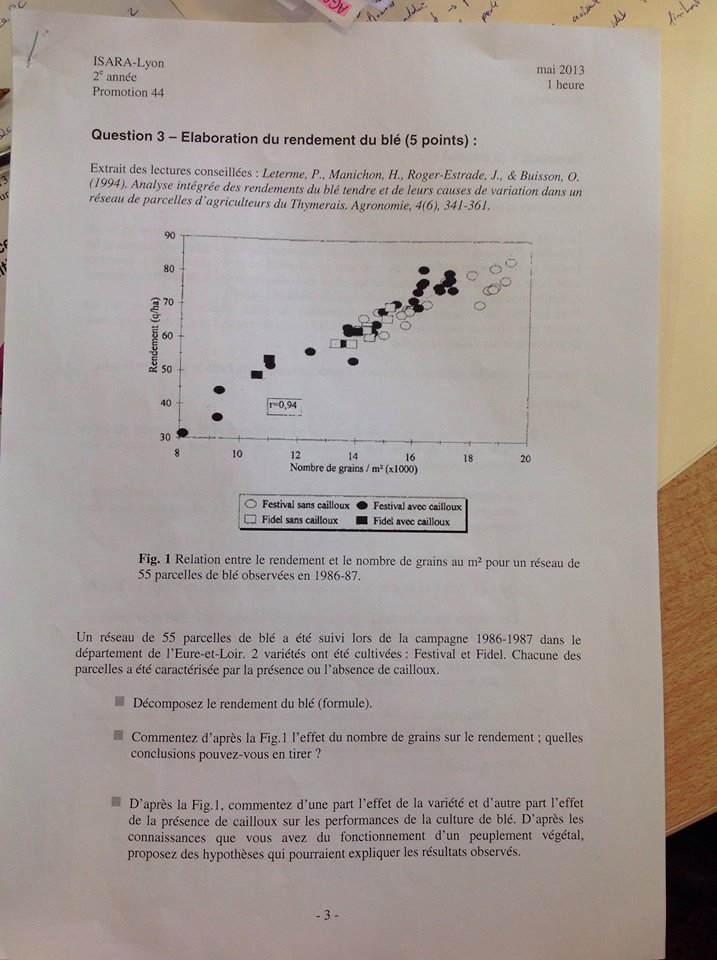 ISARA-Lyon
2e année
Promotion 44
mai 2013
1 heure
Question 3 – Elaboration du rendement du blé (5 points) :
Extrait des lectures conseillées : Leterme, P., Manichon, H., Roger-Estrade, J., & Buisson, O.
(1994). Analyse intégrée des rendements du blé tendre et de leurs causes de variation dans un
réseau de parcelles d'agriculteurs du Thymerais. Agronomie, 4(6), 341-361.
Rendement (q/ha)
90
80
70
60
50
40
30
r=0,94
8 10 12 14 16 18 20
Nombre de grains / m² (x1000)
Festival sans cailloux Festival avec cailloux
Fidel sans cailloux Fidel avec cailloux
Fig. 1 Relation entre le rendement et le nombre de grains au m² pour un réseau de
55 parcelles de blé observées en 1986-87.
Un réseau de 55 parcelles de blé a été suivi lors de la campagne 1986-1987 dans le
département de l'Eure-et-Loir. 2 variétés ont été cultivées : Festival et Fidel. Chacune des
parcelles a été caractérisée par la présence ou l'absence de cailloux.
Décomposez le rendement du blé (formule).
Commentez d'après la Fig.1 l'effet du nombre de grains sur le rendement ; quelles
conclusions pouvez-vous en tirer ?
D'après la Fig.1, commentez d'une part l'effet de la variété et d'autre part l'effet
de la présence de cailloux sur les performances de la culture de blé. D'après les
connaissances que vous avez du fonctionnement d'un peuplement végétal,
proposez des hypothèses qui pourraient expliquer les résultats observés.
- 3 -